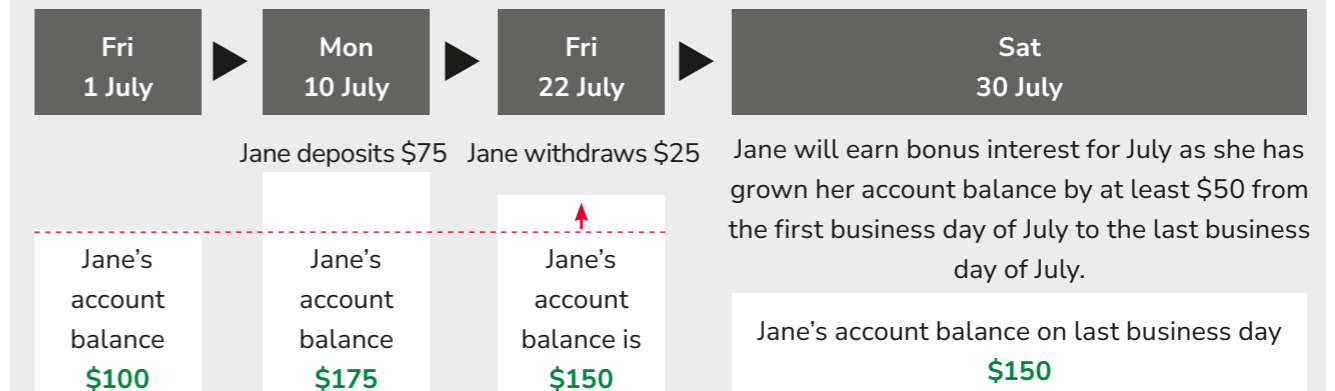 Fri
1 July
Mon
10 July
Fri
22 July
Sat
30 July
Jane deposits $75
Jane withdraws $25
Jane will earn bonus interest for July as she has
grown her account balance by at least $50 from
the first business day of July to the last business
day of July.
Jane’s
account
balance
$100
Jane’s
account
balance
$175
Jane’s
account
balance is
$150
Jane’s account balance on last business day
$150